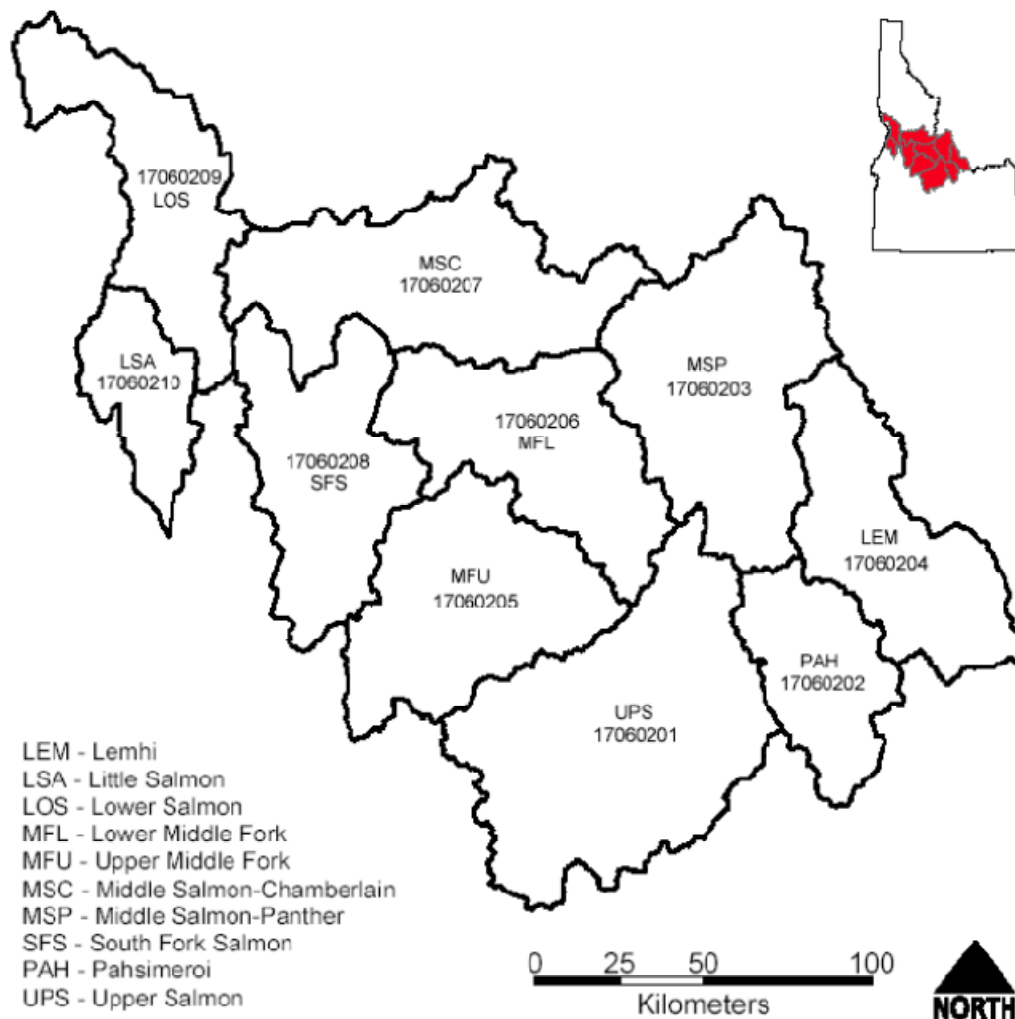 17060209
LOS
MSC
17060207
LSA
17060210
MSP
17060203
17060206
MFL
17060208
SFS
LEM
17060204
MFU
17060205
PAH
17060202
UPS
17060201
LEM - Lemhi
LSA - Little Salmon
LOS - Lower Salmon
MFL - Lower Middle Fork
MFU - Upper Middle Fork
MSC - Middle Salmon-Chamberlain
MSP - Middle Salmon-Panther
SFS - South Fork Salmon
PAH - Pahsimeroi
UPS - Upper Salmon
0 25 50 100
Kilometers
NORTH